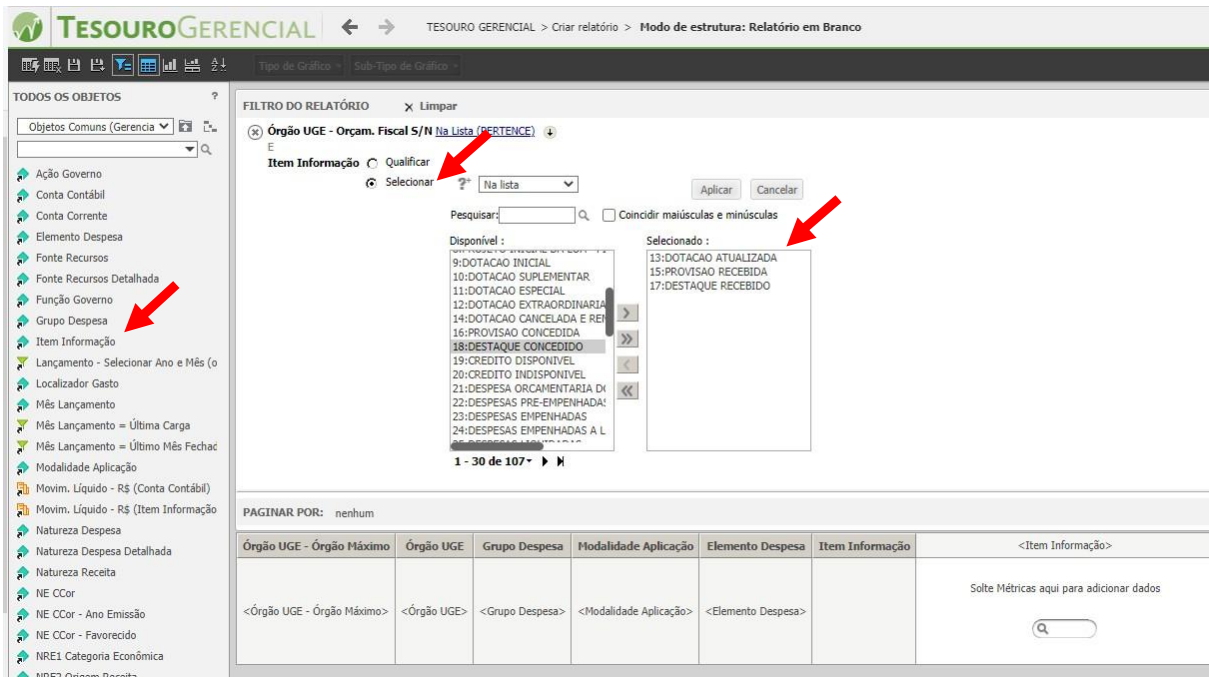 TESOUROGERENCIAL
TESOURO GERENCIAL > Criar relatório > Modo de estrutura: Relatório em Branco
Tipo de Gráfico Sub-Tipo de Gráfico
TODOS OS OBJETOS ?
Objetos Comuns (Gerencia
Ação Governo
Conta Contábil
Conta Corrente
Elemento Despesa
Fonte Recursos
Fonte Recursos Detalhada
Função Governo
Grupo Despesa
Item Informação
Lançamento - Selecionar Ano e Mês (o
Localizador Gasto
Mês Lançamento
Mês Lançamento = Última Carga
Mês Lançamento = Último Mês Fechad
Modalidade Aplicação
Movim. Líquido - R$ (Conta Contábil)
Movim. Líquido - R$ (Item Informação
Natureza Despesa
Natureza Despesa Detalhada
Natureza Receita
NE CCor
NE CCor - Ano Emissão
NE CCor - Favorecido
NRE1 Categoria Econômica
NRE2 Origem Receita
FILTRO DO RELATÓRIO × Limpar
Órgão UGE - Orçam. Fiscal S/N Na Lista (PERTENCE)
E
Item Informação Qualificar
Selecionar Na lista Aplicar Cancelar
Pesquisar: Coincidir maiúsculas e minúsculas
Disponível :
9:DOTACAO INICIAL
10:DOTACAO SUPLEMENTAR
11:DOTACAO ESPECIAL
12:DOTACAO EXTRAORDINARIA
14:DOTACAO CANCELADA E REM
16:PROVISAO CONCEDIDA
18:DESTAQUE CONCEDIDO
19:CREDITO DISPONIVEL
20:CREDITO INDISPONIVEL
21:DESPESA ORCAMENTARIA DO
22:DESPESAS PRE-EMPENHADAS
23:DESPESAS EMPENHADAS
24:DESPESAS EMPENHADAS A L
1 - 30 de 107
Selecionado :
13:DOTACAO ATUALIZADA
15:PROVISAO RECEBIDA
17:DESTAQUE RECEBIDO
PAGINAR POR: nenhum
Órgão UGE - Órgão Máximo Órgão UGE Grupo Despesa Modalidade Aplicação Elemento Despesa Item Informação <Item Informação>
<Órgão UGE - Órgão Máximo> <Órgão UGE> <Grupo Despesa> <Modalidade Aplicação> <Elemento Despesa> Solte Métricas aqui para adicionar dados